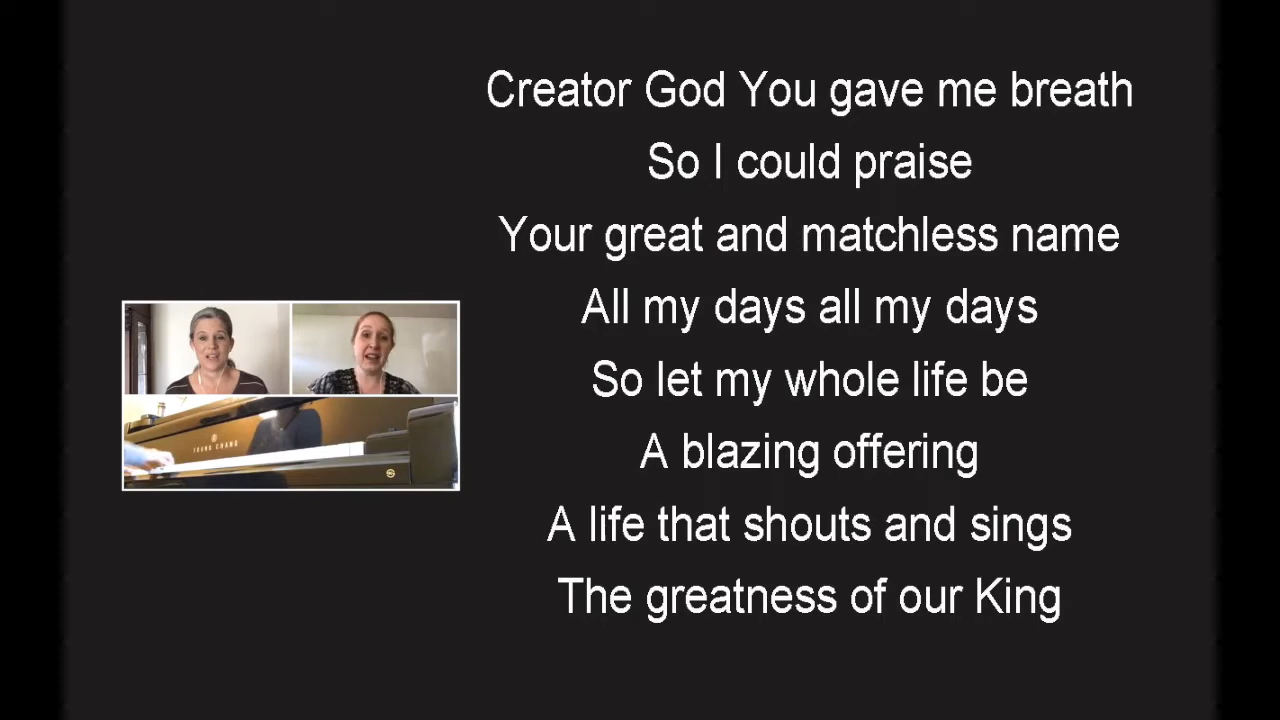 Creator God You gave me breath
So I could praise
Your great and matchless name
All my days all my days
So let my whole life be
A blazing offering
A life that shouts and sings
The greatness of our King
YOUNG CHANG